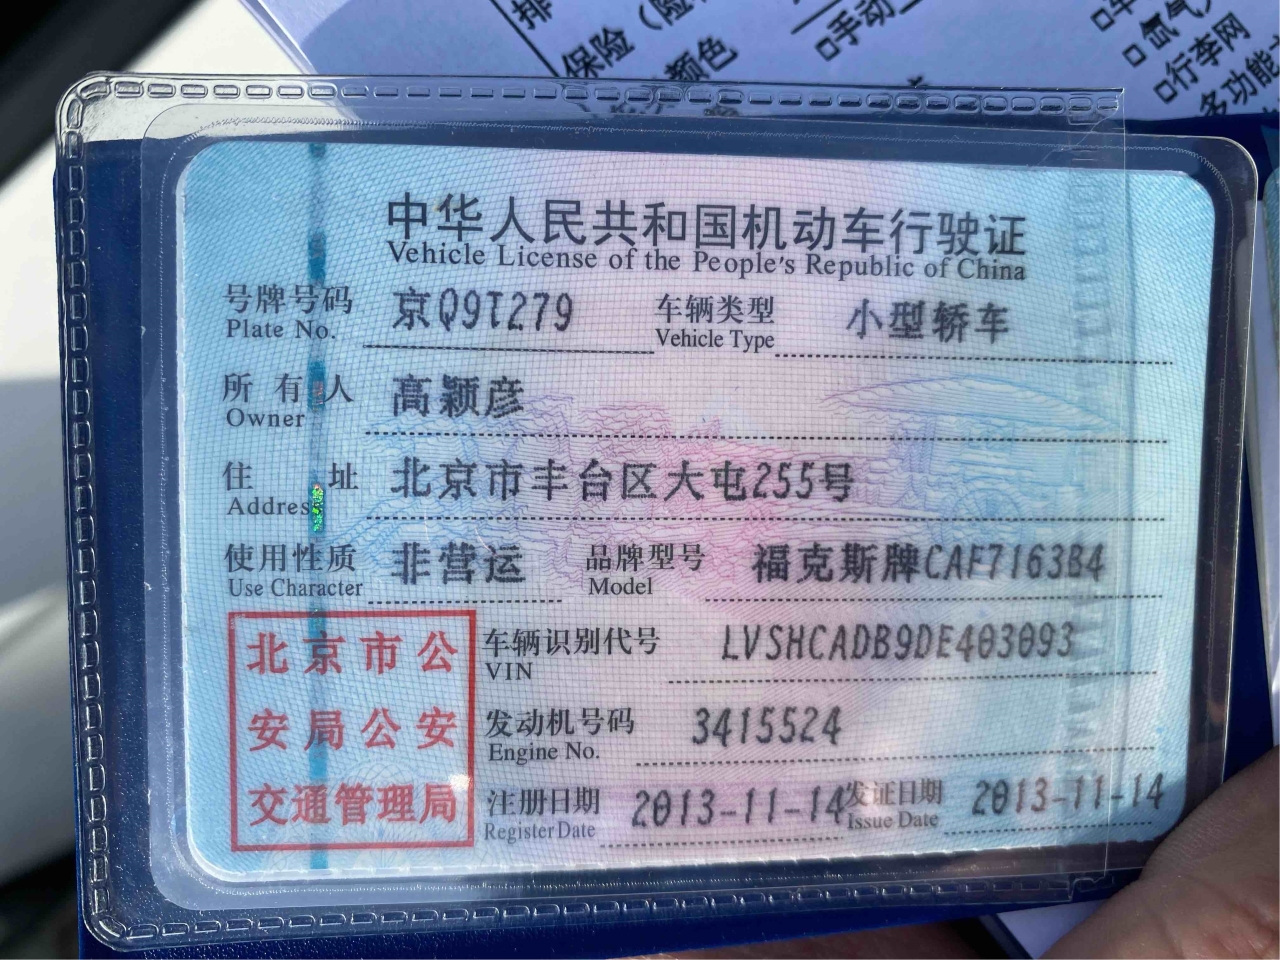 排
保险（险
颜色
□手动
□车
□氙气
□行李网
多功能
中华人民共和国机动车行驶证
Vehicle License of the People's Republic of China
号牌号码 京Q9T279 车辆类型 小型轿车
Plate No. Vehicle Type
所有人 高颖彦
Owner
住址 北京市丰台区大屯255号
Address
使用性质 非营运 品牌型号 福克斯牌CAF7163B4
Use Character Model
北京市公
安局公安
交通管理局
车辆识别代号 LVSHCADB9DE403093
VIN
发动机号码 3415524
Engine No.
注册日期 2013-11-14 发证日期 2013-11-14
Register Date Issue Date